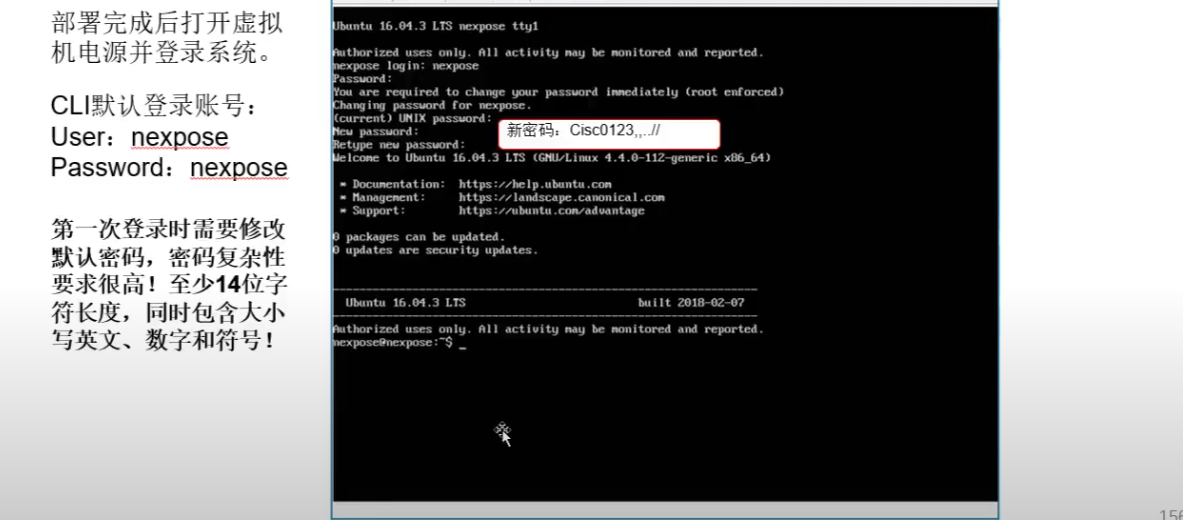 部署完成后打开虚拟
机电源并登录系统。
CLI默认登录账号：
User：nexpose
Password：nexpose
第一次登录时需要修改
默认密码，密码复杂性
要求很高！至少14位字
符长度，同时包含大小
写英文、数字和符号！
Ubuntu 16.04.3 LTS nexpose tty1
Authorized uses only. All activity may be monitored and reported.
nexpose login: nexpose
Password:
You are required to change your password immediately (root enforced)
Changing password for nexpose.
(current) UNIX password:
New password:
新密码：Cisc0123,,..//
Retype new password:
Welcome to Ubuntu 16.04.3 LTS (GNU/Linux 4.4.0-112-generic x86_64)
* Documentation:  https://help.ubuntu.com
* Management:     https://landscape.canonical.com
* Support:        https://ubuntu.com/advantage
0 packages can be updated.
0 updates are security updates.
Ubuntu 16.04.3 LTS built 2018-02-07
Authorized uses only. All activity may be monitored and reported.
nexpose@nexpose:~$ _
156